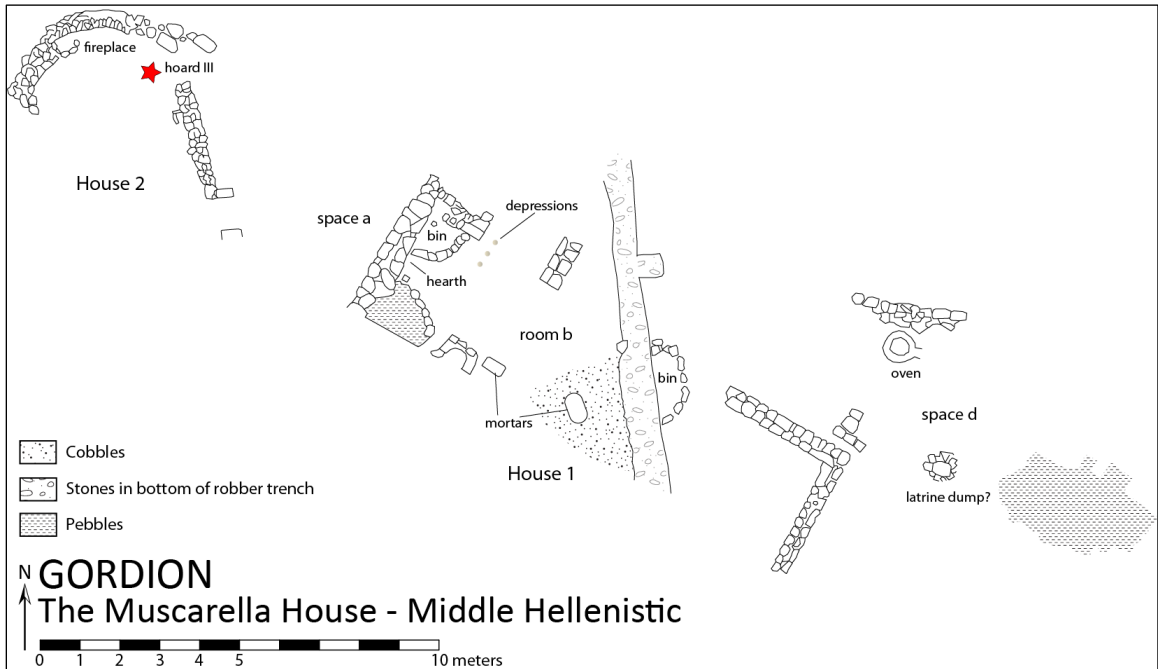 fireplace
hoard III
House 2
space a
depressions
bin
hearth
room b
bin
oven
mortars
space d
House 1
latrine dump?
Cobbles
Stones in bottom of robber trench
Pebbles
N
GORDION
The Muscarella House - Middle Hellenistic
0 1 2 3 4 5 10 meters